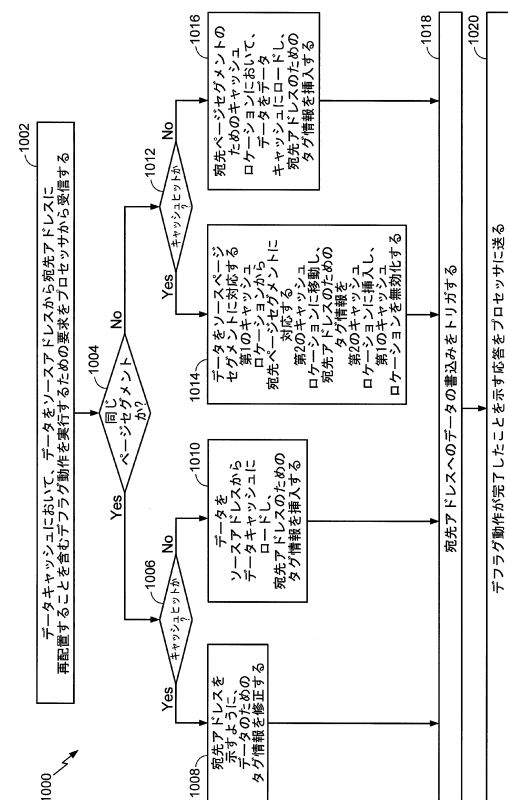 1000
1002
データキャッシュにおいて、データをソースアドレスから宛先アドレスに
再配置することを含むデフラグ動作を実行するための要求をプロセッサから受信する
1004
同じ
ページセグメント
か?
Yes
No
1006
キャッシュヒットか
?
Yes
No
1008
宛先アドレスを
示すように、
データのための
タグ情報を修正する
1010
データを
ソースアドレスから
データキャッシュに
ロードし、
宛先アドレスのための
タグ情報を挿入する
1012
キャッシュヒットか
?
Yes
No
1014
データをソースページ
セグメントに対応する
第1のキャッシュ
ロケーションから
宛先ページセグメントに
対応する
第2のキャッシュ
ロケーションに移動し、
宛先アドレスのための
タグ情報を
第2のキャッシュ
ロケーションに挿入し、
第1のキャッシュ
ロケーションを無効化する
1016
宛先ページセグメントの
ためのキャッシュ
ロケーションにおいて、
データをデータ
キャッシュにロードし、
宛先アドレスのための
タグ情報を挿入する
1018
宛先アドレスへのデータの書込みをトリガする
1020
デフラグ動作が完了したことを示す応答をプロセッサに送る